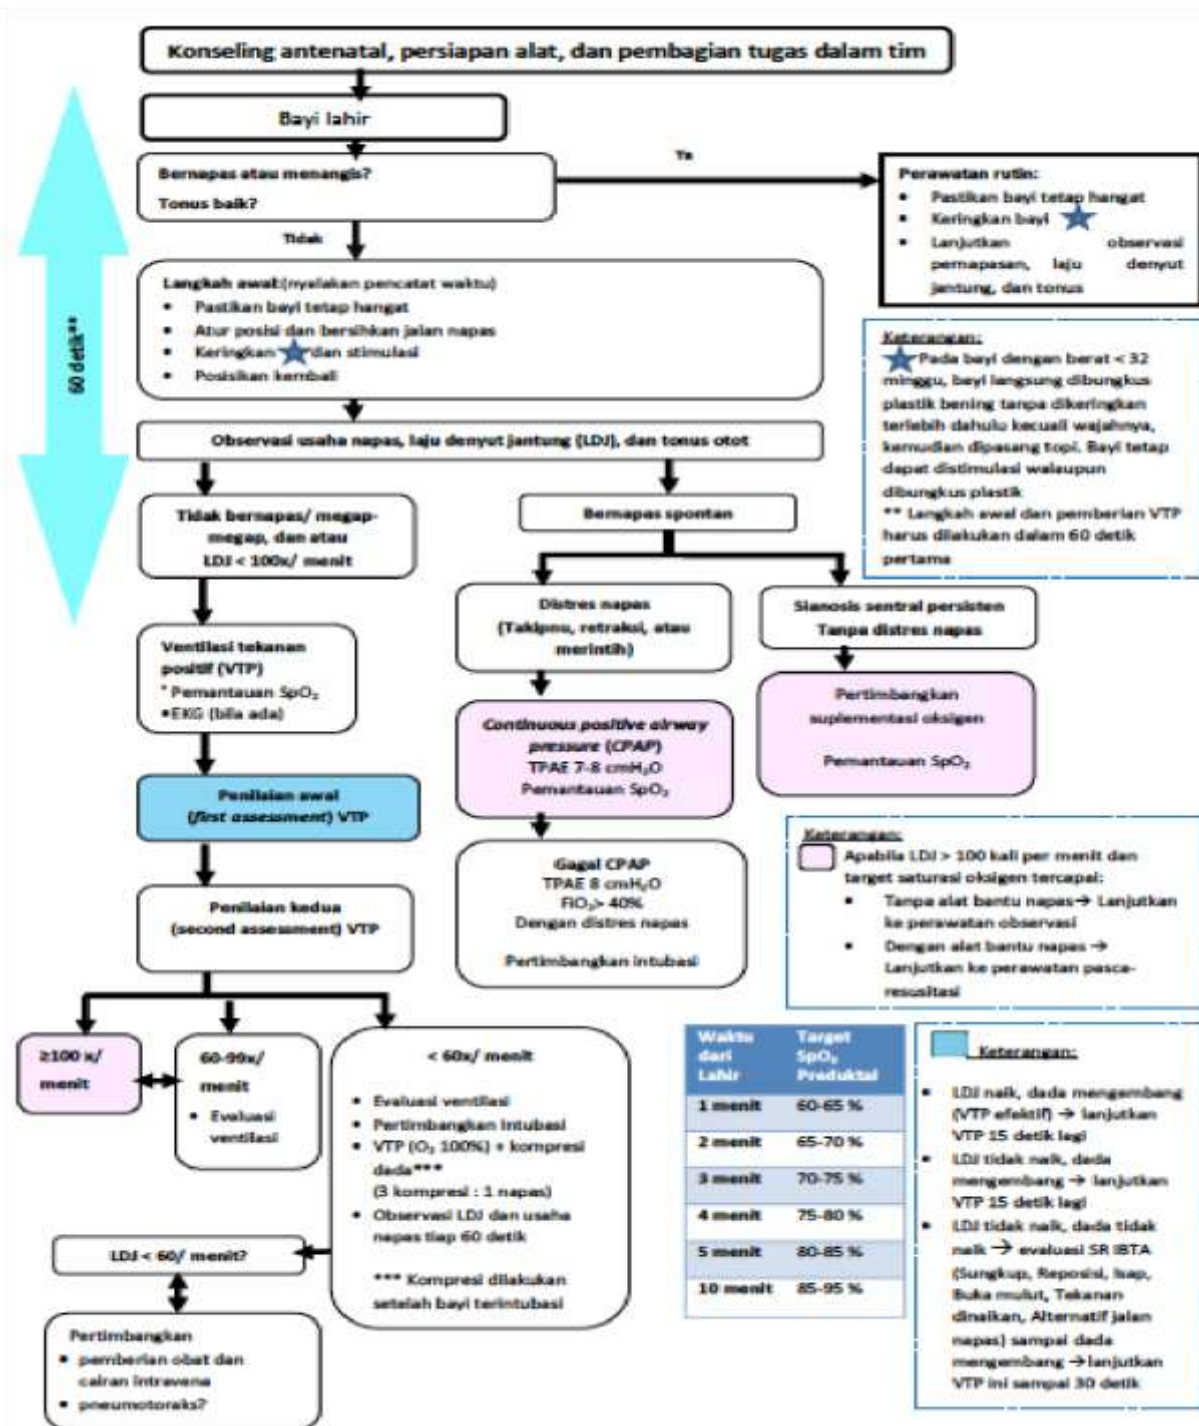 Konseling antenatal, persiapan alat, dan pembagian tugas dalam tim
Bayi lahir
Bernapas atau menangis?
Tonus baik?
Ya
Tidak
Perawatan rutin:
• Pastikan bayi tetap hangat
• Keringkan bayi
• Lanjutkan observasi
pernapasan, laju denyut
jantung, dan tonus
60 detik**
Langkah awal:(nyalakan pencatat waktu)
• Pastikan bayi tetap hangat
• Atur posisi dan bersihkan jalan napas
• Keringkan dan stimulasi
• Posisikan kembali
Keterangan:
Pada bayi dengan berat < 32
minggu, bayi langsung dibungkus
plastik bening tanpa dikeringkan
terlebih dahulu kecuali wajahnya,
kemudian dipasang topi. Bayi tetap
dapat distimulasi walaupun
dibungkus plastik
** Langkah awal dan pemberian VTP
harus dilakukan dalam 60 detik
pertama
Observasi usaha napas, laju denyut jantung (LDJ), dan tonus otot
Tidak bernapas/ megap-
megap, dan atau
LDJ < 100x/ menit
Bernapas spontan
Distres napas
(Takipnu, retraksi, atau
merintih)
Sianosis sentral persisten
Tanpa distres napas
Ventilasi tekanan
positif (VTP)
• Pemantauan SpO₂
•EKG (bila ada)
Continuous positive airway
pressure (CPAP)
TPAE 7-8 cmH₂O
Pemantauan SpO₂
Pertimbangkan
suplementasi oksigen
Pemantauan SpO₂
Penilaian awal
(first assessment) VTP
Gagal CPAP
TPAE 8 cmH₂O
FiO₂> 40%
Dengan distres napas
Pertimbangkan intubasi
Penilaian kedua
(second assessment) VTP
Keterangan:
Apabila LDJ > 100 kali per menit dan
target saturasi oksigen tercapai:
• Tanpa alat bantu napas→ Lanjutkan
ke perawatan observasi
• Dengan alat bantu napas →
Lanjutkan ke perawatan pasca-
resusitasi
≥100 x/
menit
60-99x/
menit
• Evaluasi
ventilasi
< 60x/ menit
• Evaluasi ventilasi
• Pertimbangkan Intubasi
• VTP (O₂ 100%) + kompresi
dada***
(3 kompresi : 1 napas)
• Observasi LDJ dan usaha
napas tiap 60 detik
*** Kompresi dilakukan
setelah bayi terintubasi
LDJ < 60/ menit?
Pertimbangkan
• pemberian obat dan
cairan intravena
• pneumotoraks?
Waktu dari Lahir Target SpO₂ Preduktal
1 menit 60-65 %
2 menit 65-70 %
3 menit 70-75 %
4 menit 75-80 %
5 menit 80-85 %
10 menit 85-95 %
Keterangan:
• LDJ naik, dada mengembang
(VTP efektif) → lanjutkan
VTP 15 detik lagi
• LDJ tidak naik, dada
mengembang → lanjutkan
VTP 15 detik lagi
• LDJ tidak naik, dada tidak
naik → evaluasi SR IBTA
(Sungkup, Reposisi, Isap,
Buka mulut, Tekanan
dinaikan, Alternatif jalan
napas) sampai dada
mengembang →lanjutkan
VTP ini sampai 30 detik